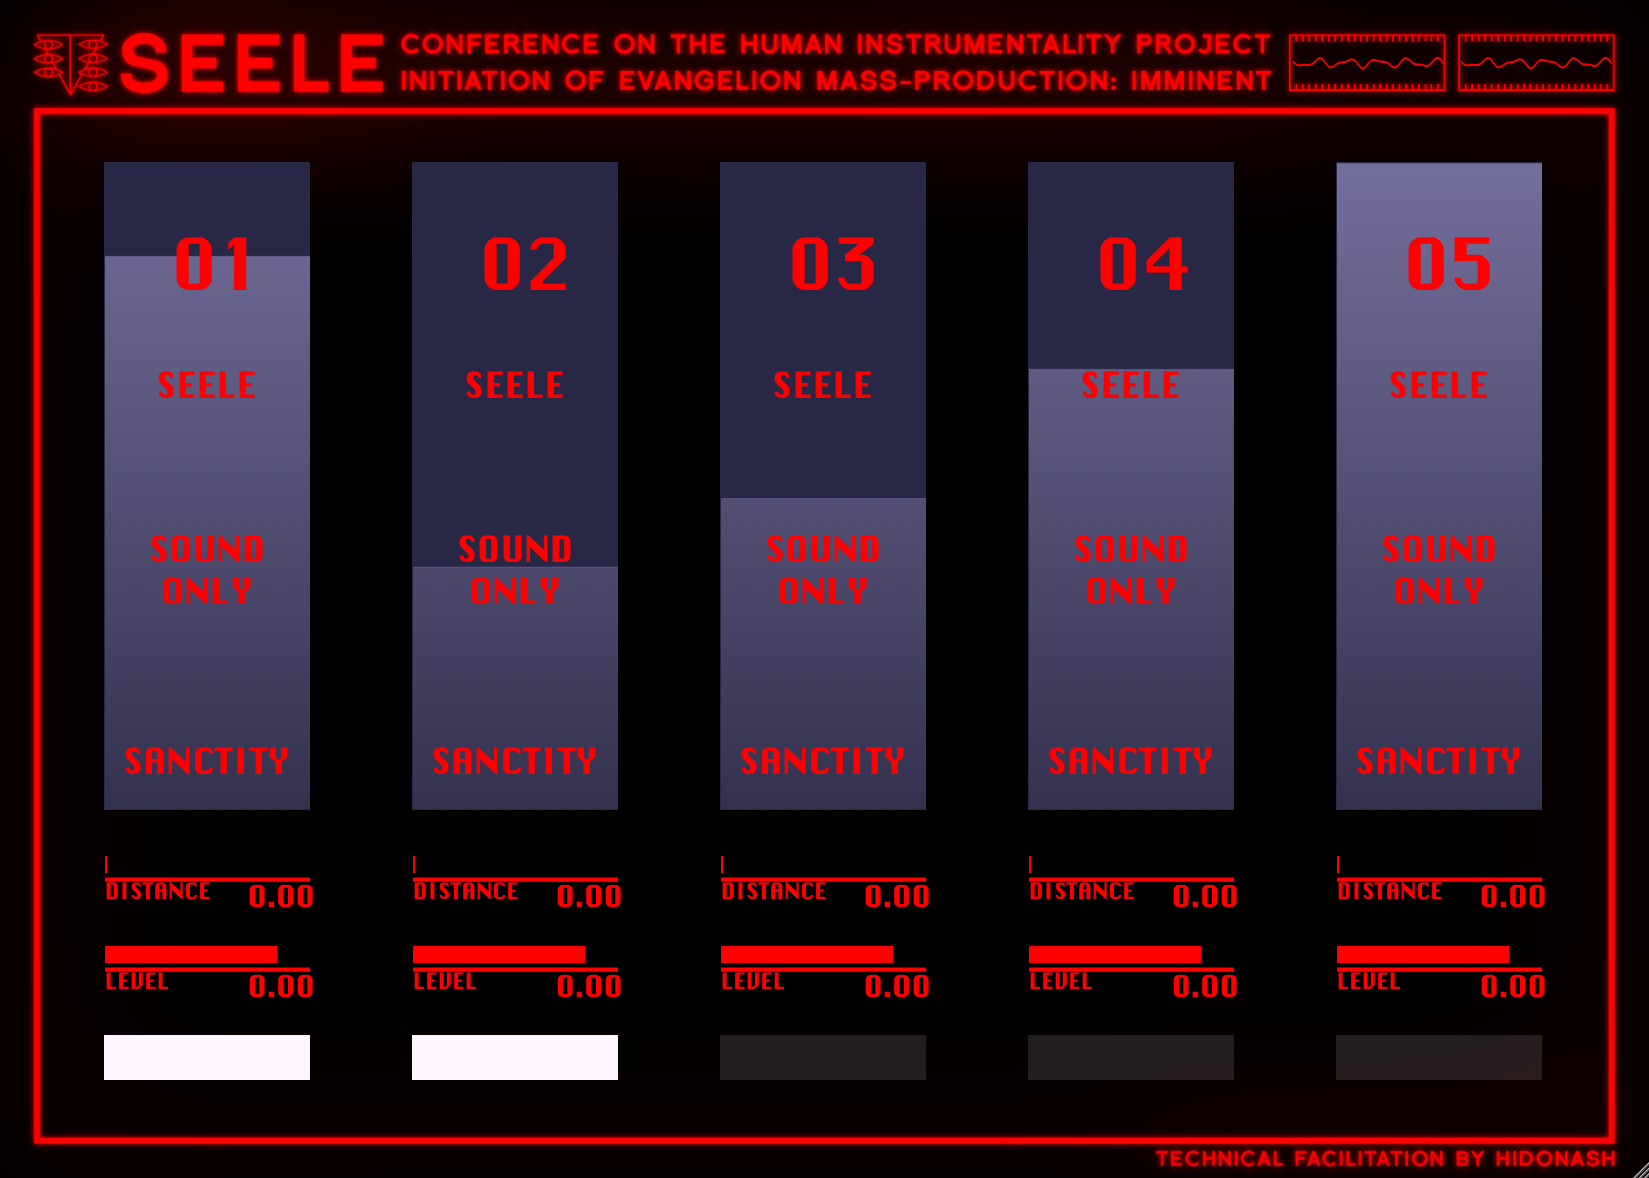 SEELE
CONFERENCE ON THE HUMAN INSTRUMENTALITY PROJECT
INITIATION OF EVANGELION MASS-PRODUCTION: IMMINENT
01
SEELE
SOUND
ONLY
SANCTITY
DISTANCE 0.00
LEVEL 0.00
02
SEELE
SOUND
ONLY
SANCTITY
DISTANCE 0.00
LEVEL 0.00
03
SEELE
SOUND
ONLY
SANCTITY
DISTANCE 0.00
LEVEL 0.00
04
SEELE
SOUND
ONLY
SANCTITY
DISTANCE 0.00
LEVEL 0.00
05
SEELE
SOUND
ONLY
SANCTITY
DISTANCE 0.00
LEVEL 0.00
TECHNICAL FACILITATION BY HIDONASH